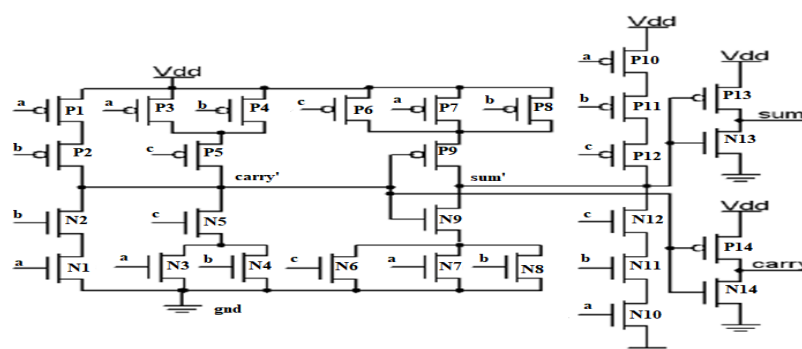 Vdd
a P10
Vdd Vdd
a P1 a P3 b P4 c P6 a P7 b P8 b P11 P13
sum
b P2 c P5 P9 c P12 N13
carry' sum'
b N2 c N5 N9 c N12 Vdd
P14
a N1 a N3 b N4 c N6 a N7 b N8 b N11
carry
N14
gnd a N10